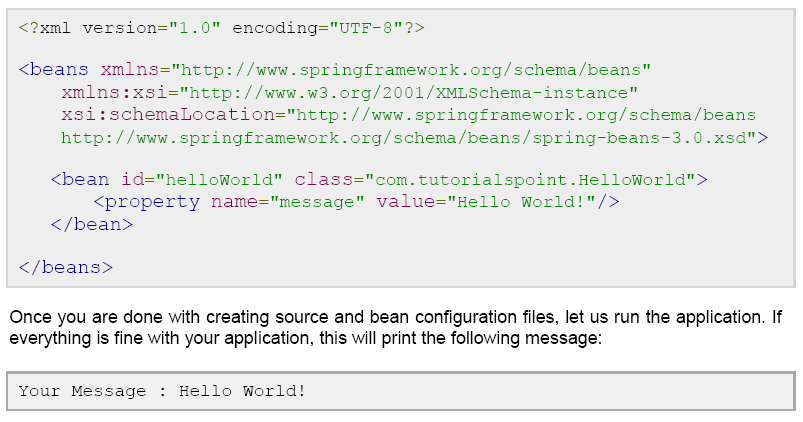 <?xml version="1.0" encoding="UTF-8"?>
<beans xmlns="http://www.springframework.org/schema/beans"
xmlns:xsi="http://www.w3.org/2001/XMLSchema-instance"
xsi:schemaLocation="http://www.springframework.org/schema/beans
http://www.springframework.org/schema/beans/spring-beans-3.0.xsd">
<bean id="helloWorld" class="com.tutorialspoint.HelloWorld">
<property name="message" value="Hello World!"/>
</bean>
</beans>
Once you are done with creating source and bean configuration files, let us run the application. If
everything is fine with your application, this will print the following message:
Your Message : Hello World!